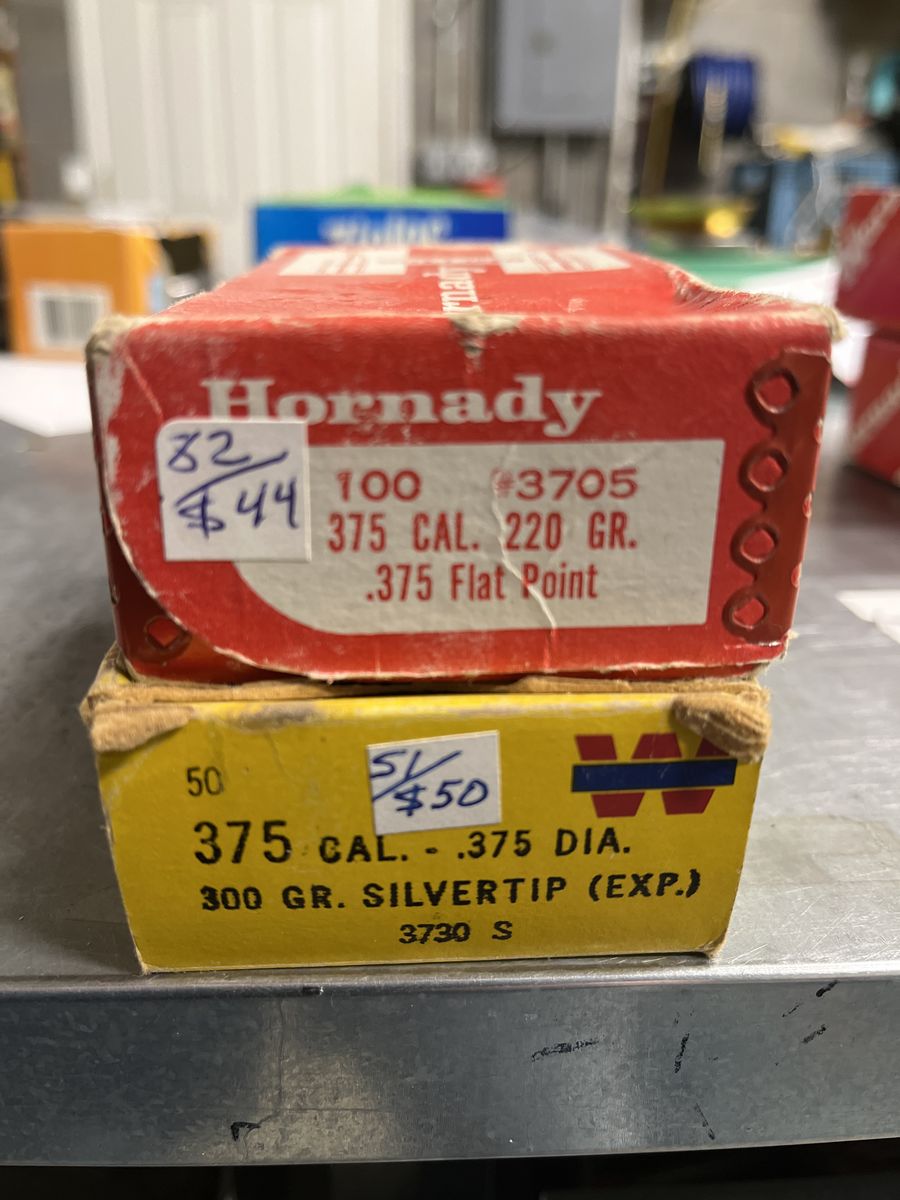 Hornady
82/$44
100 #3705
375 CAL. 220 GR.
.375 Flat Point
50
51/$50
W
375 CAL. - .375 DIA.
300 GR. SILVERTIP (EXP.)
3730 S